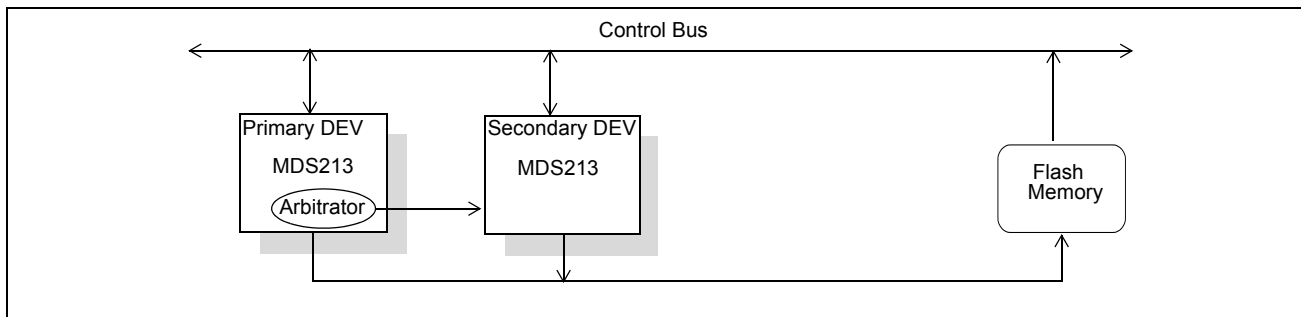 Control Bus
Primary DEV
MDS213
Arbitrator
Secondary DEV
MDS213
Flash
Memory